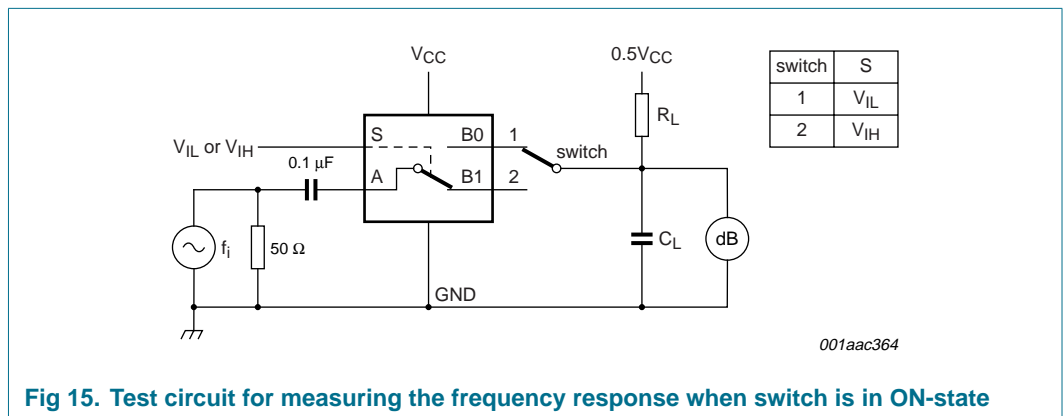 VCC
0.5VCC
switch S
1 VIL
2 VIH
RL
S B0 1
VIL or VIH
switch
0.1 μF
A B1 2
fi
50 Ω
CL
dB
GND
001aac364
Fig 15. Test circuit for measuring the frequency response when switch is in ON-state